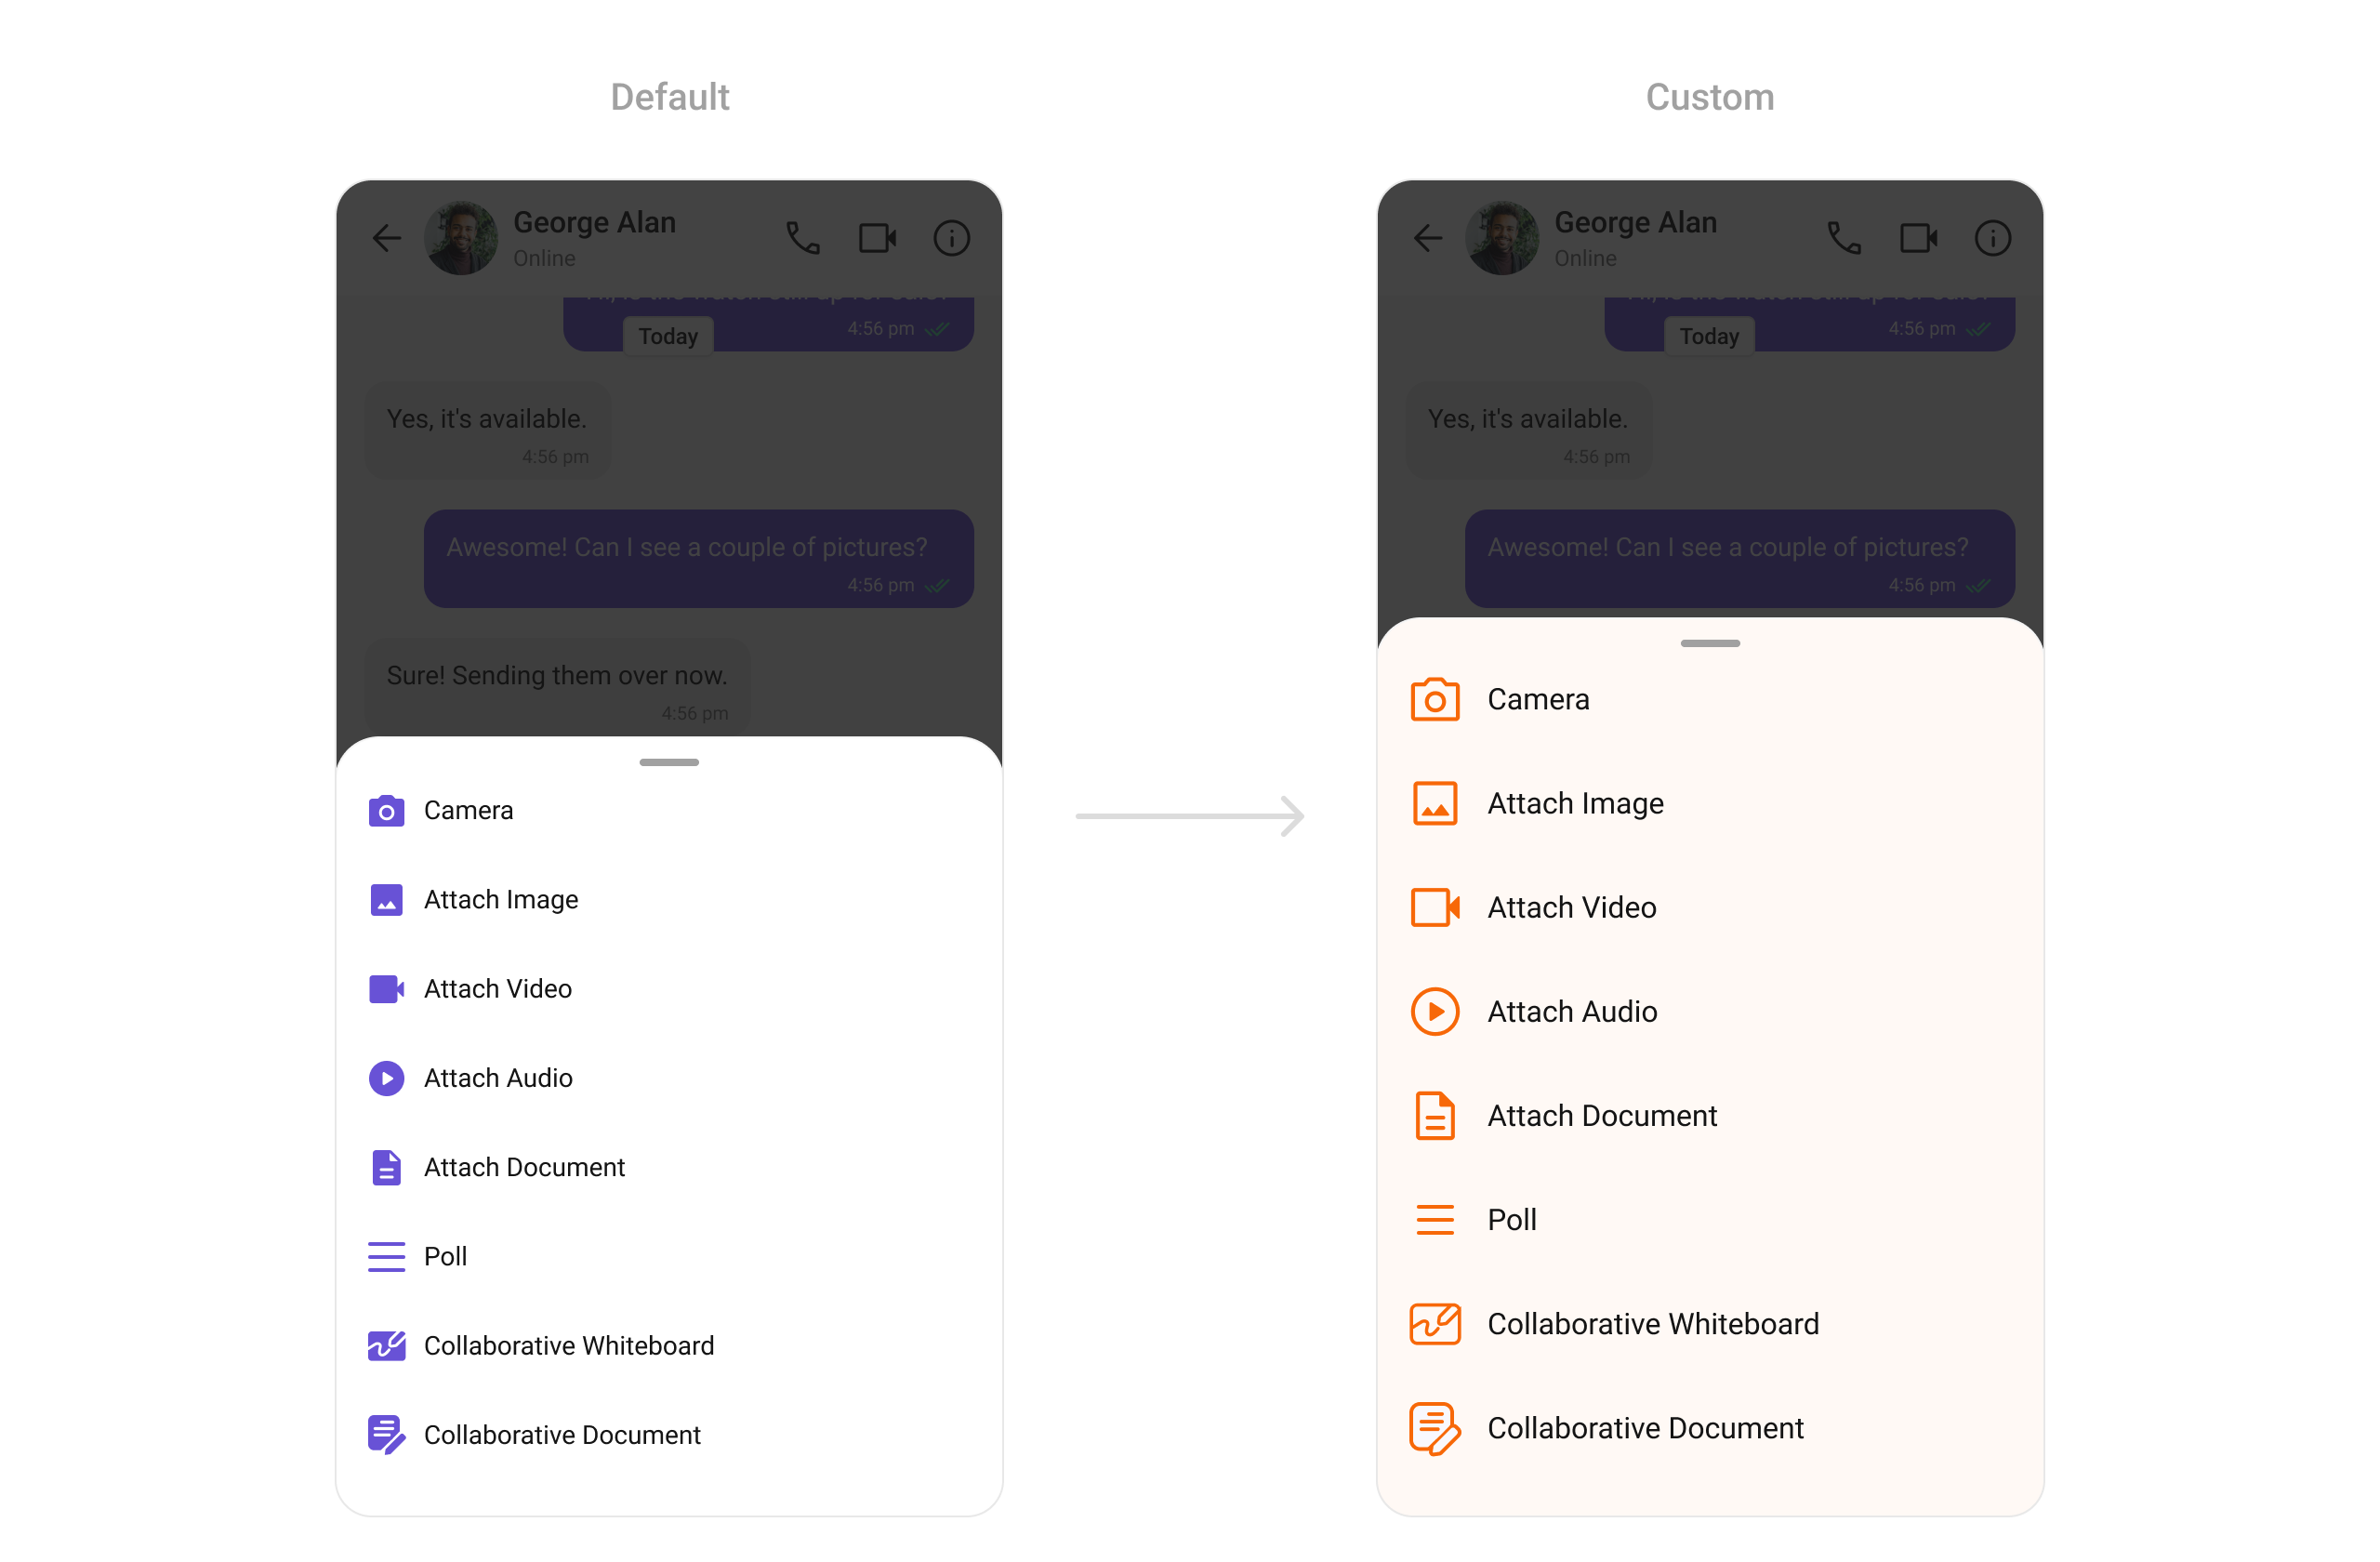 Default
George Alan
Online
4:56 pm
Today
Yes, it's available.
4:56 pm
Awesome! Can I see a couple of pictures?
4:56 pm
Sure! Sending them over now.
4:56 pm
Camera
Attach Image
Attach Video
Attach Audio
Attach Document
Poll
Collaborative Whiteboard
Collaborative Document
Custom
George Alan
Online
4:56 pm
Today
Yes, it's available.
4:56 pm
Awesome! Can I see a couple of pictures?
4:56 pm
Camera
Attach Image
Attach Video
Attach Audio
Attach Document
Poll
Collaborative Whiteboard
Collaborative Document